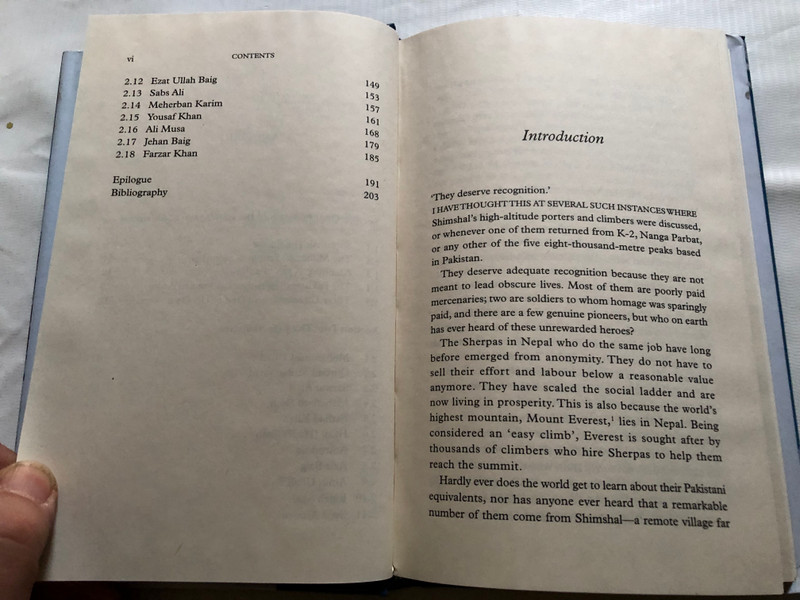 vi CONTENTS
2.12 Ezat Ullah Baig 149
2.13 Sabs Ali 153
2.14 Meherban Karim 157
2.15 Yousaf Khan 161
2.16 Ali Musa 168
2.17 Jehan Baig 179
2.18 Farzar Khan 185
Epilogue 191
Bibliography 203
Introduction
'They deserve recognition.'
I HAVE THOUGHT THIS AT SEVERAL SUCH INSTANCES WHERE
Shimshal's high-altitude porters and climbers were discussed,
or whenever one of them returned from K-2, Nanga Parbat,
or any other of the five eight-thousand-metre peaks based
in Pakistan.
They deserve adequate recognition because they are not
meant to lead obscure lives. Most of them are poorly paid
mercenaries; two are soldiers to whom homage was sparingly
paid, and there are a few genuine pioneers, but who on earth
has ever heard of these unrewarded heroes?
The Sherpas in Nepal who do the same job have long
before emerged from anonymity. They do not have to
sell their effort and labour below a reasonable value
anymore. They have scaled the social ladder and are
now living in prosperity. This is also because the world's
highest mountain, Mount Everest,¹ lies in Nepal. Being
considered an 'easy climb', Everest is sought after by
thousands of climbers who hire Sherpas to help them
reach the summit.
Hardly ever does the world get to learn about their Pakistani
equivalents, nor has anyone ever heard that a remarkable
number of them come from Shimshal—a remote village far